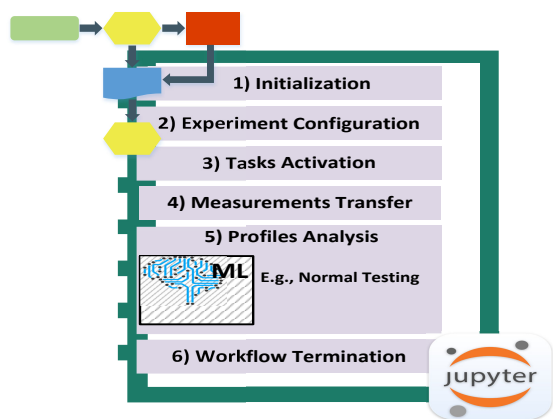 1) Initialization
2) Experiment Configuration
3) Tasks Activation
4) Measurements Transfer
5) Profiles Analysis
ML
E.g., Normal Testing
6) Workflow Termination
jupyter